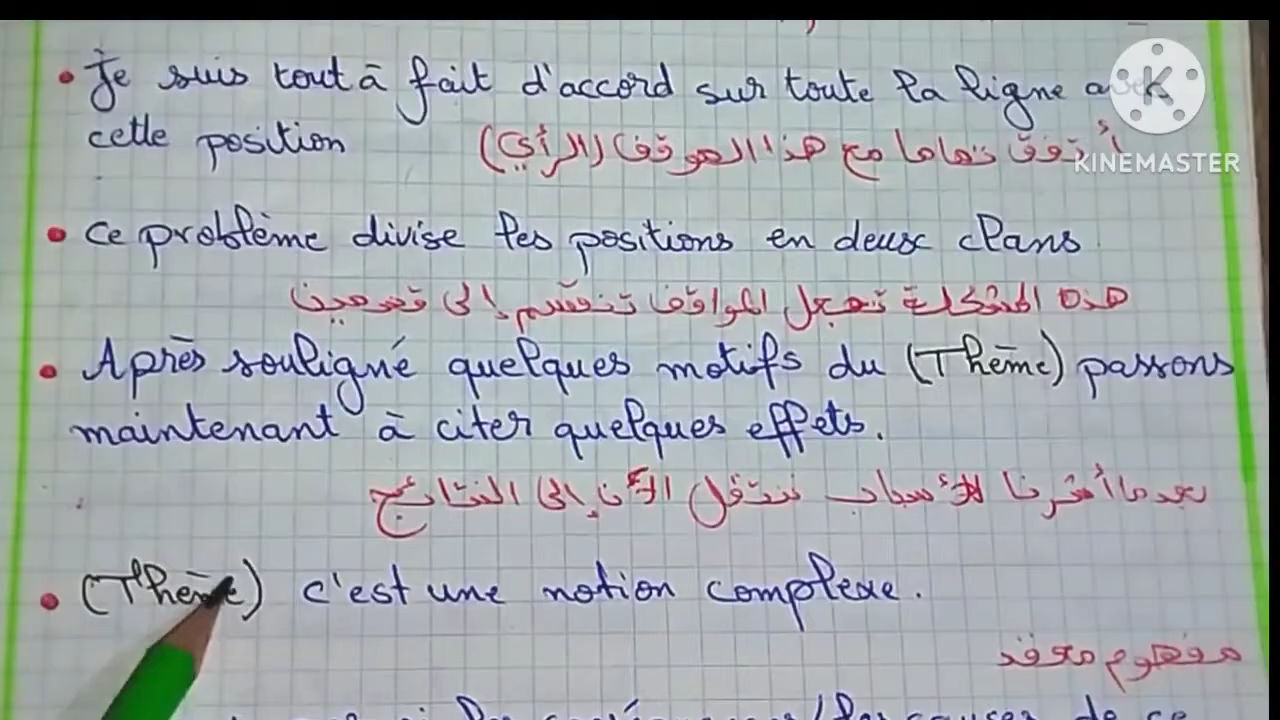 • Je suis tout à fait d'accord sur toute la ligne
cette position
أتفق تماما مع هذا الموقف (الرأي)
K
KINEMASTER
• Ce problème divise les positions en deux clans
هذه المشكلة تجعل المواقف تنقسم إلى قسمين
• Après souligné quelques motifs du (Thème) passons
maintenant à citer quelques effets.
بعدما أشرنا للأسباب ننتقل الآن إلى النتائج
• (Thème) c'est une notion complexe.
مفهوم معقد
de ce